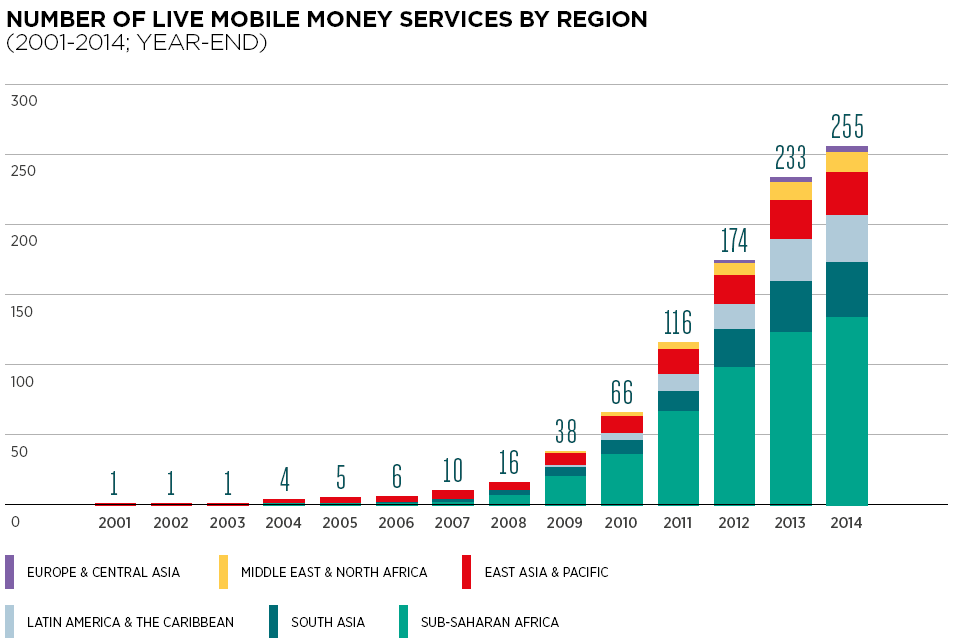 NUMBER OF LIVE MOBILE MONEY SERVICES BY REGION
(2001-2014; YEAR-END)
300
255
250
233
200
174
150
116
100
66
50
38
1 1 1 4 5 6 10 16
0
2001 2002 2003 2004 2005 2006 2007 2008 2009 2010 2011 2012 2013 2014
EUROPE & CENTRAL ASIA MIDDLE EAST & NORTH AFRICA EAST ASIA & PACIFIC
LATIN AMERICA & THE CARIBBEAN SOUTH ASIA SUB-SAHARAN AFRICA